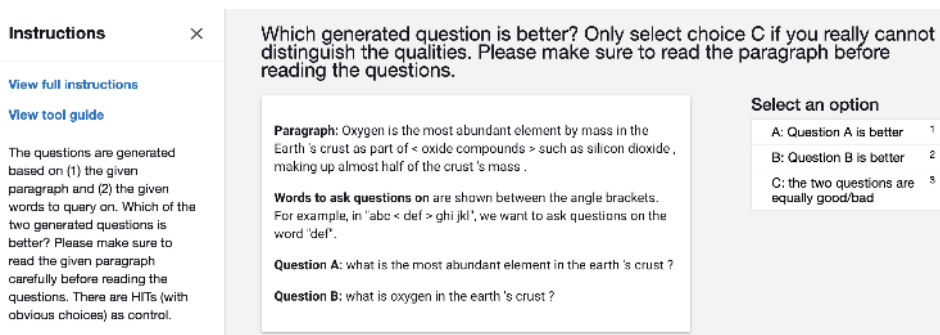 Instructions ×
View full instructions
View tool guide
The questions are generated
based on (1) the given
paragraph and (2) the given
words to query on. Which of the
two generated questions is
better? Please make sure to
read the given paragraph
carefully before reading the
questions. There are HITs (with
obvious choices) as control.
Which generated question is better? Only select choice C if you really cannot
distinguish the qualities. Please make sure to read the paragraph before
reading the questions.
Paragraph: Oxygen is the most abundant element by mass in the
Earth 's crust as part of < oxide compounds > such as silicon dioxide ,
making up almost half of the crust 's mass .
Words to ask questions on are shown between the angle brackets.
For example, in "abc < def > ghi jkl", we want to ask questions on the
word "def".
Question A: what is the most abundant element in the earth 's crust ?
Question B: what is oxygen in the earth 's crust ?
Select an option
A: Question A is better 1
B: Question B is better 2
C: the two questions are 3
equally good/bad